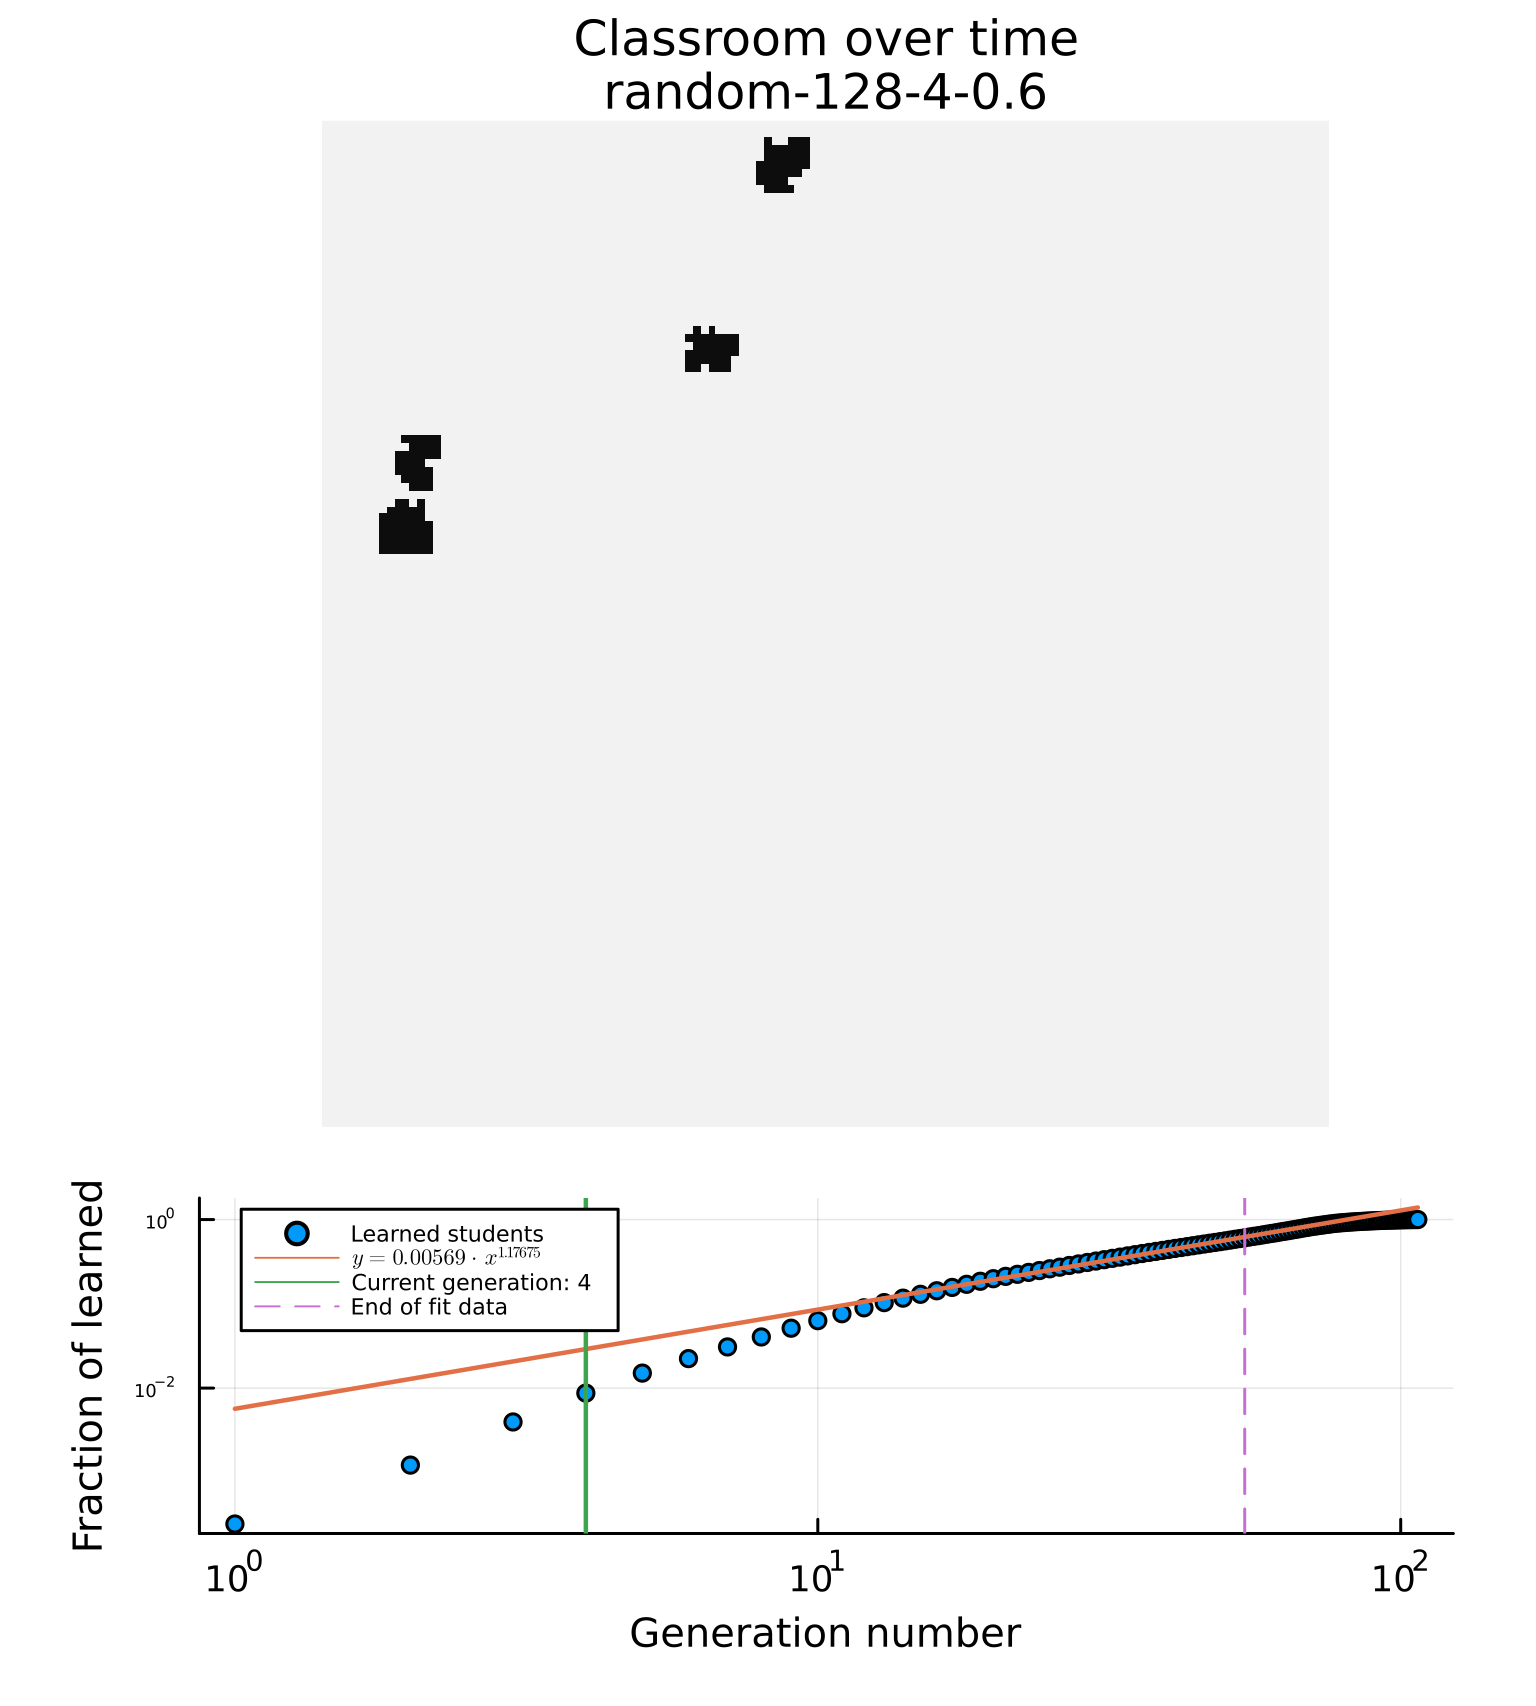 Classroom over time
random-128-4-0.6
Fraction of learned
10^0
10^-2
Learned students
y = 0.00569 · x^1.17675
Current generation: 4
End of fit data
10^0 10^1 10^2
Generation number